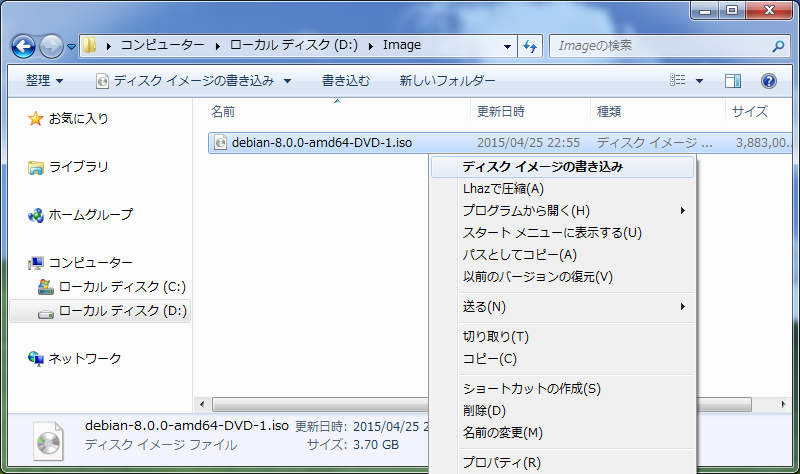 コンピューター ローカル ディスク (D:) Image
Imageの検索
整理 ディスク イメージの書き込み 書き込む 新しいフォルダー
お気に入り
ライブラリ
ホームグループ
コンピューター
ローカル ディスク (C:)
ローカル ディスク (D:)
ネットワーク
名前 更新日時 種類 サイズ
debian-8.0.0-amd64-DVD-1.iso 2015/04/25 22:55 ディスク イメージ ... 3,883,00...
ディスク イメージの書き込み
Lhazで圧縮(A)
プログラムから開く(H)
スタート メニューに表示する(U)
パスとしてコピー(A)
以前のバージョンの復元(V)
送る(N)
切り取り(T)
コピー(C)
ショートカットの作成(S)
削除(D)
名前の変更(M)
プロパティ(R)
debian-8.0.0-amd64-DVD-1.iso 更新日時: 2015/04/25 2
ディスク イメージ ファイル サイズ: 3.70 GB